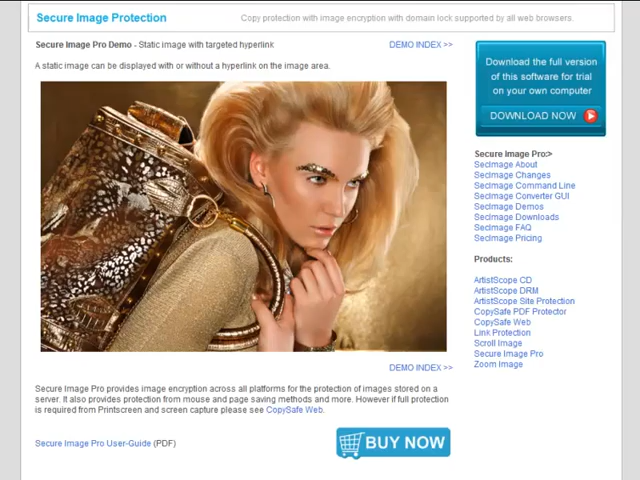 Secure Image Protection
Copy protection with image encryption with domain lock supported by all web browsers.
Secure Image Pro Demo - Static image with targeted hyperlink
DEMO INDEX >>
A static image can be displayed with or without a hyperlink on the image area.
DEMO INDEX >>
Secure Image Pro provides image encryption across all platforms for the protection of images stored on a
server. It also provides protection from mouse and page saving methods and more. However if full protection
is required from Printscreen and screen capture please see CopySafe Web.
Secure Image Pro User-Guide (PDF)
BUY NOW
Download the full version
of this software for trial
on your own computer
DOWNLOAD NOW
Secure Image Pro:>
SecImage About
SecImage Changes
SecImage Command Line
SecImage Converter GUI
SecImage Demos
SecImage Downloads
SecImage FAQ
SecImage Pricing
Products:
ArtistScope CD
ArtistScope DRM
ArtistScope Site Protection
CopySafe PDF Protector
CopySafe Web
Link Protection
Scroll Image
Secure Image Pro
Zoom Image